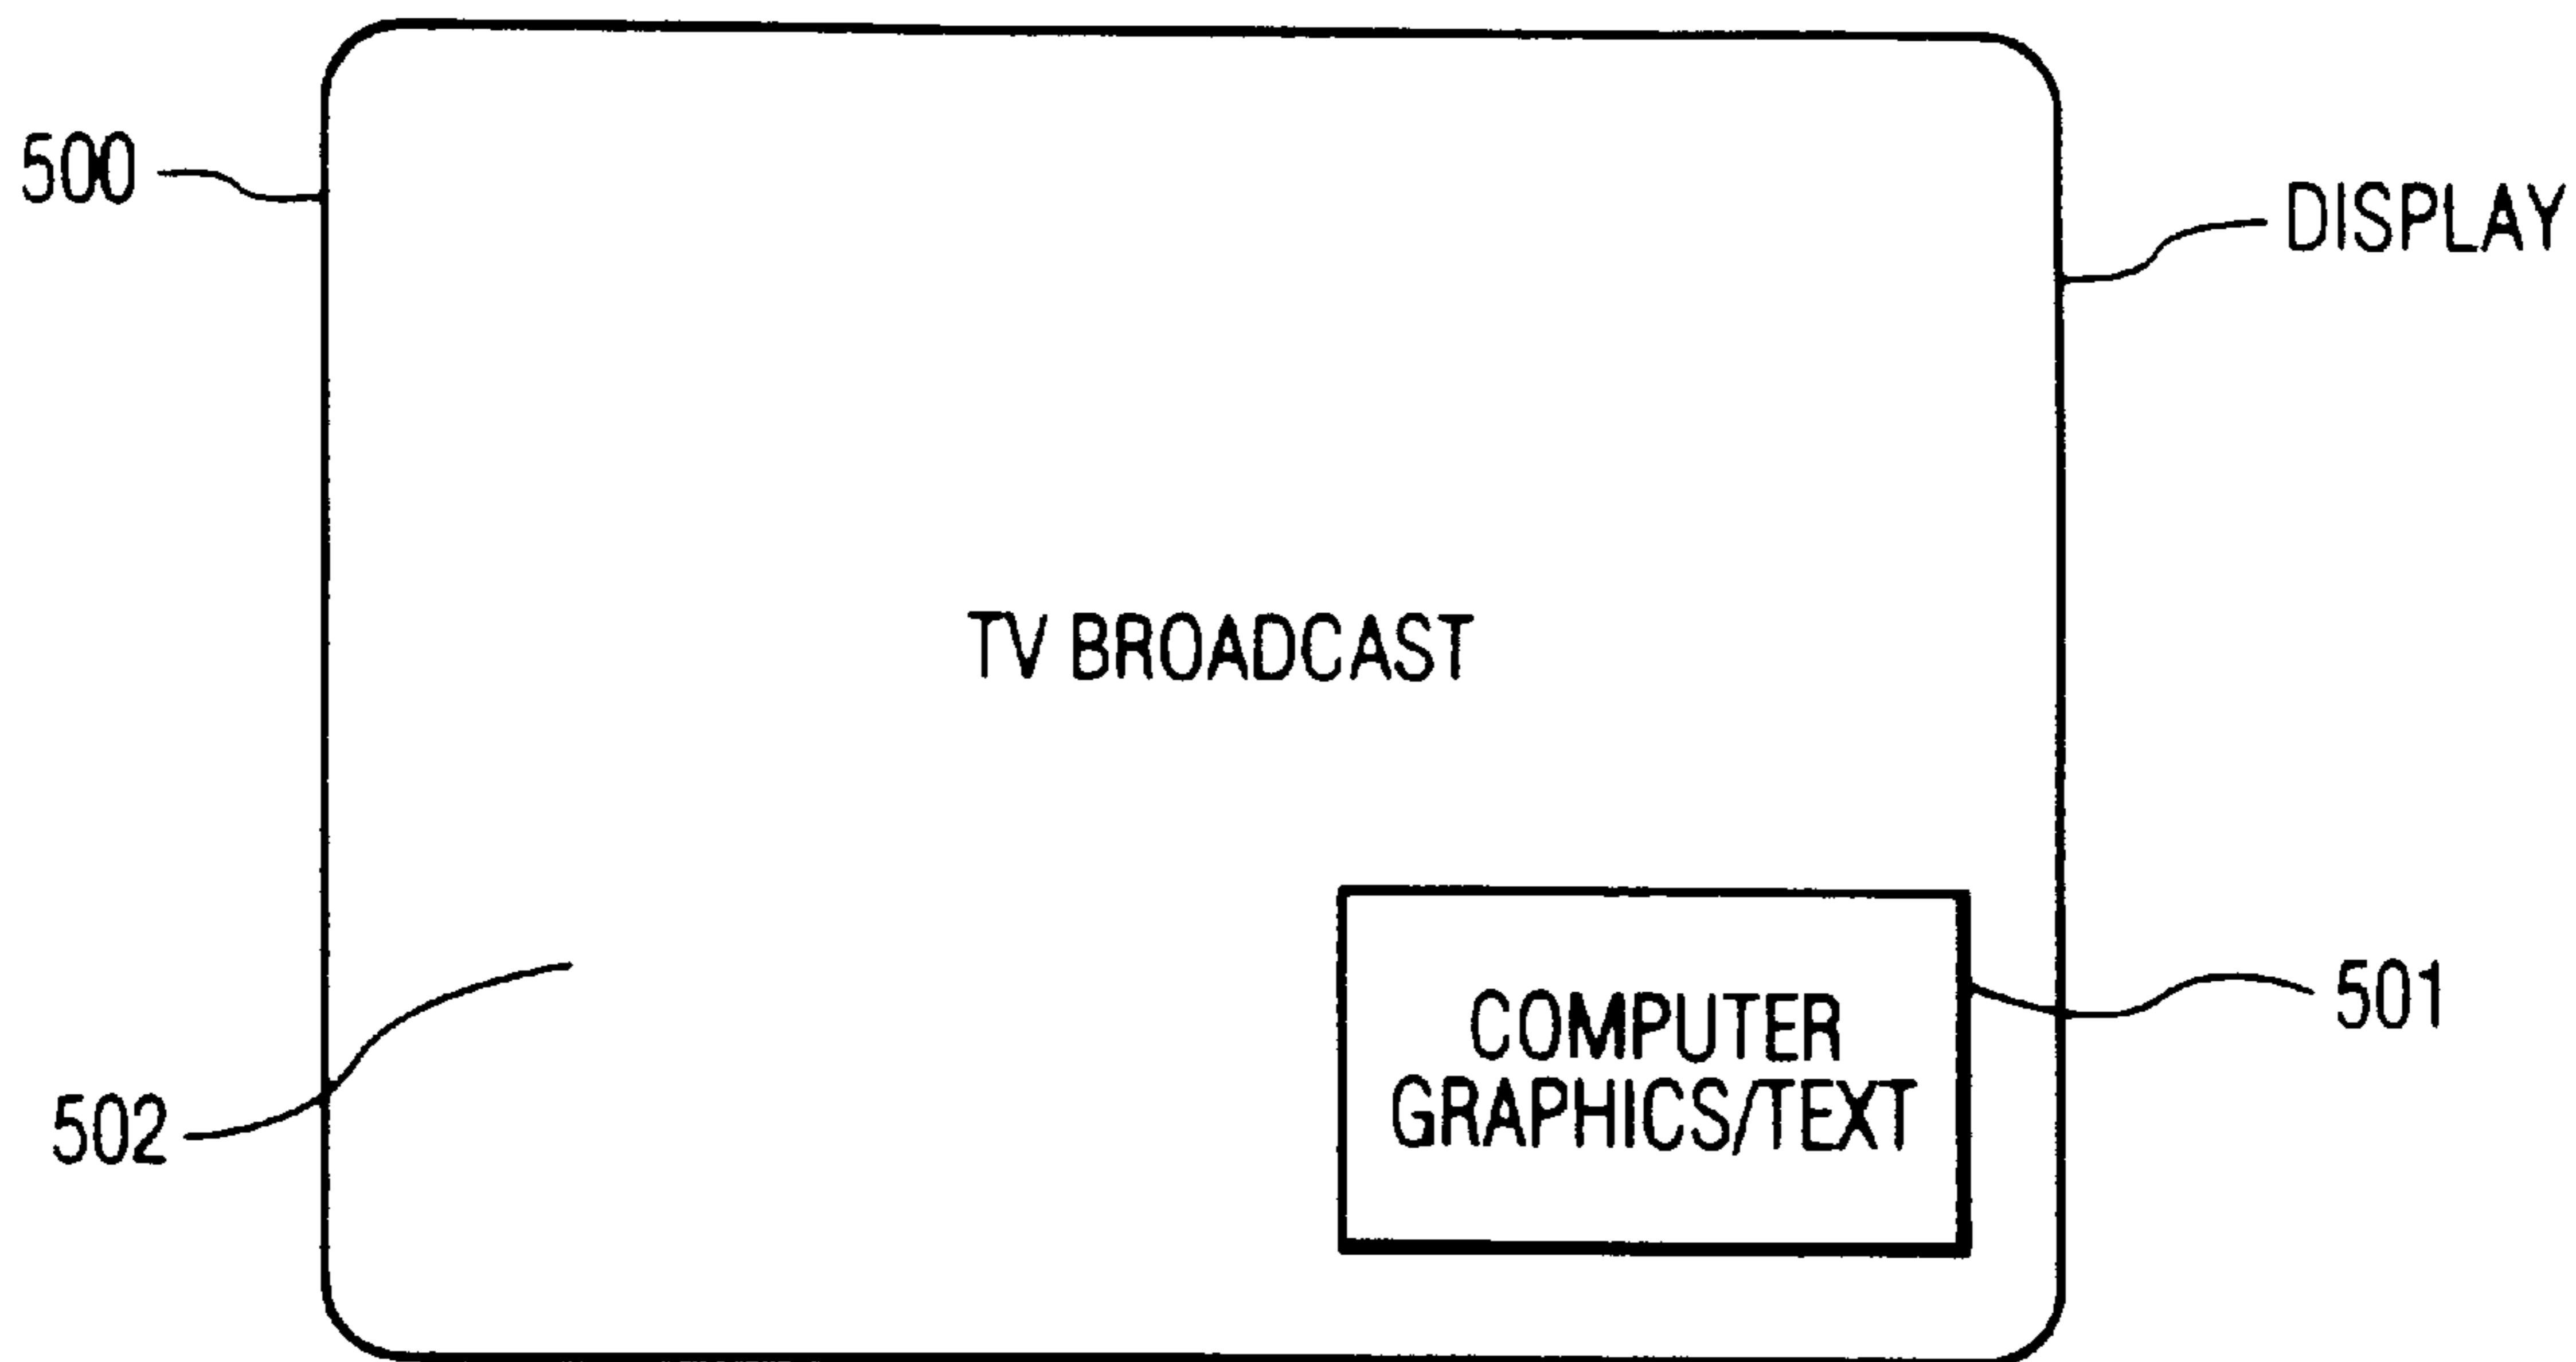 500
DISPLAY
TV BROADCAST
COMPUTER
GRAPHICS/TEXT
501
502